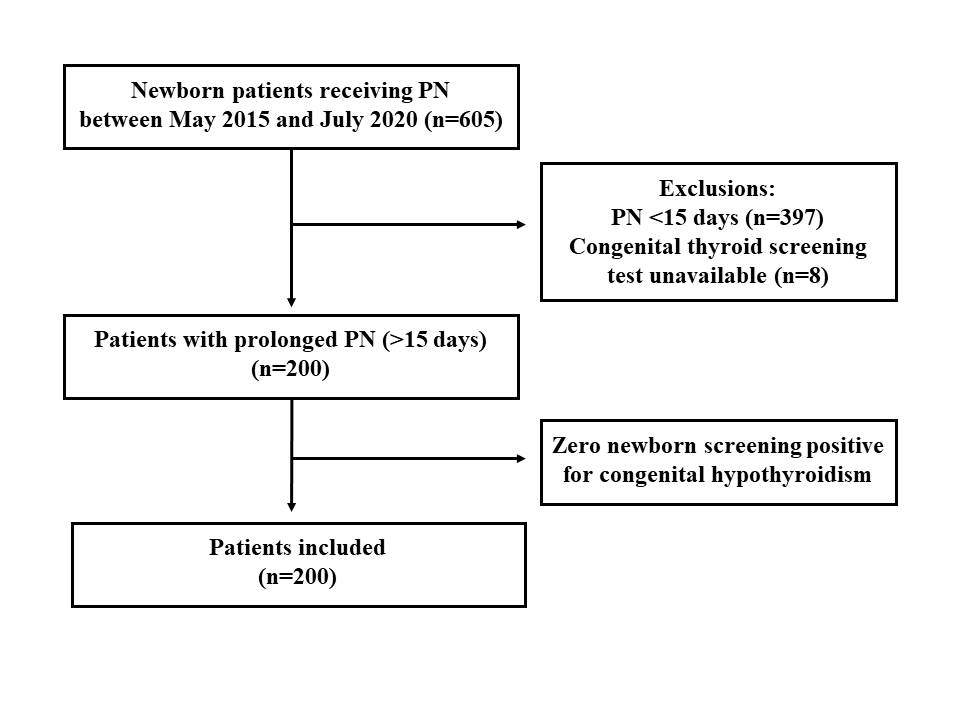 Newborn patients receiving PN
between May 2015 and July 2020 (n=605)
Exclusions:
PN <15 days (n=397)
Congenital thyroid screening
test unavailable (n=8)
Patients with prolonged PN (>15 days)
(n=200)
Zero newborn screening positive
for congenital hypothyroidism
Patients included
(n=200)